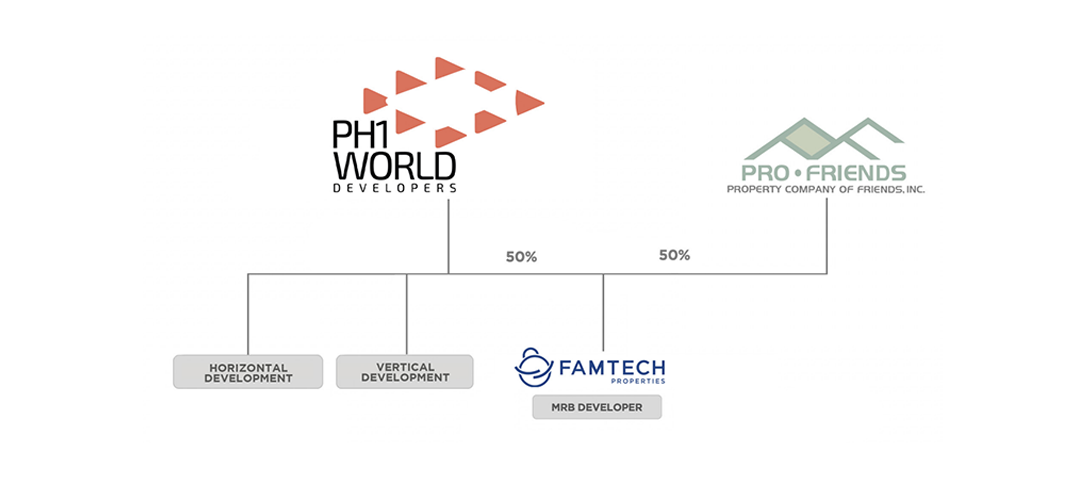 PH1
WORLD
DEVELOPERS
PRO • FRIENDS
PROPERTY COMPANY OF FRIENDS, INC.
50%
50%
HORIZONTAL
DEVELOPMENT
VERTICAL
DEVELOPMENT
FAMTECH
PROPERTIES
MRB DEVELOPER